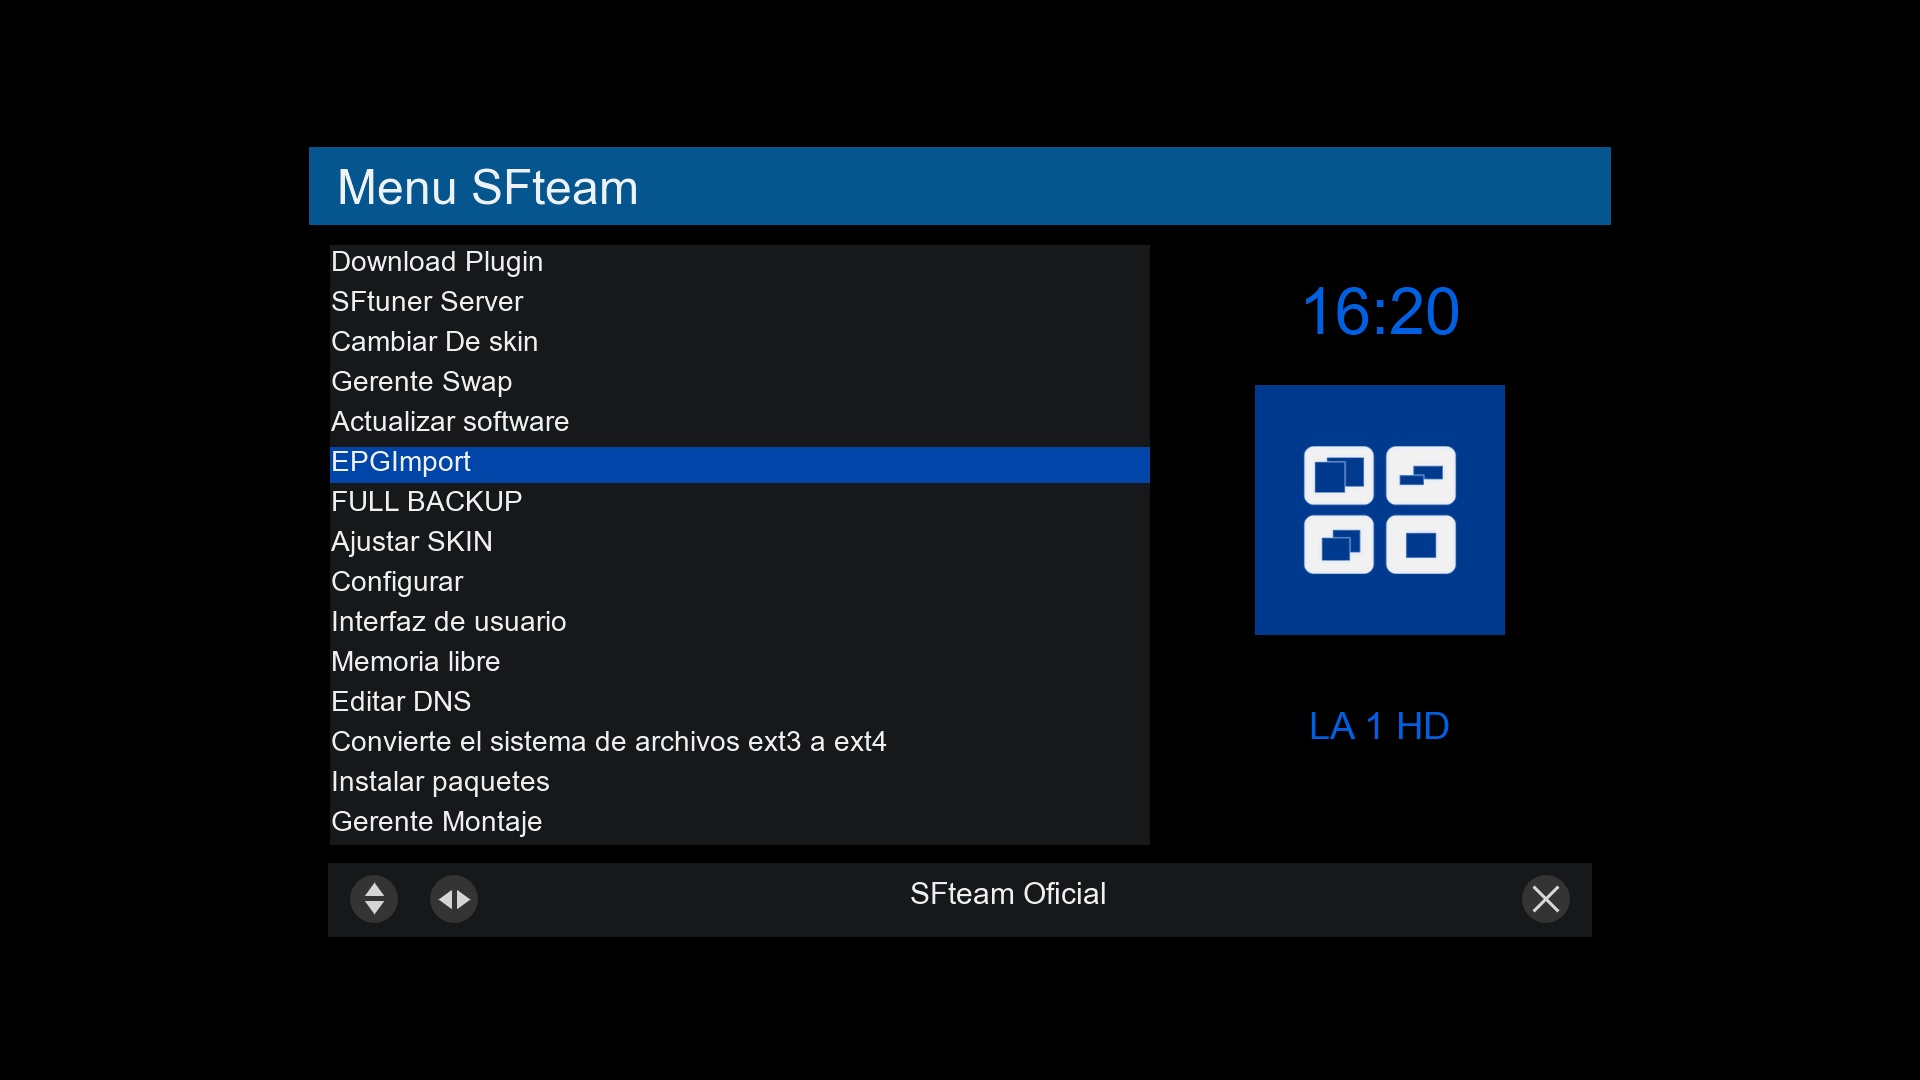 Menu SFteam
Download Plugin
SFtuner Server
Cambiar De skin
Gerente Swap
Actualizar software
EPGImport
FULL BACKUP
Ajustar SKIN
Configurar
Interfaz de usuario
Memoria libre
Editar DNS
Convierte el sistema de archivos ext3 a ext4
Instalar paquetes
Gerente Montaje
16:20
LA 1 HD
SFteam Oficial